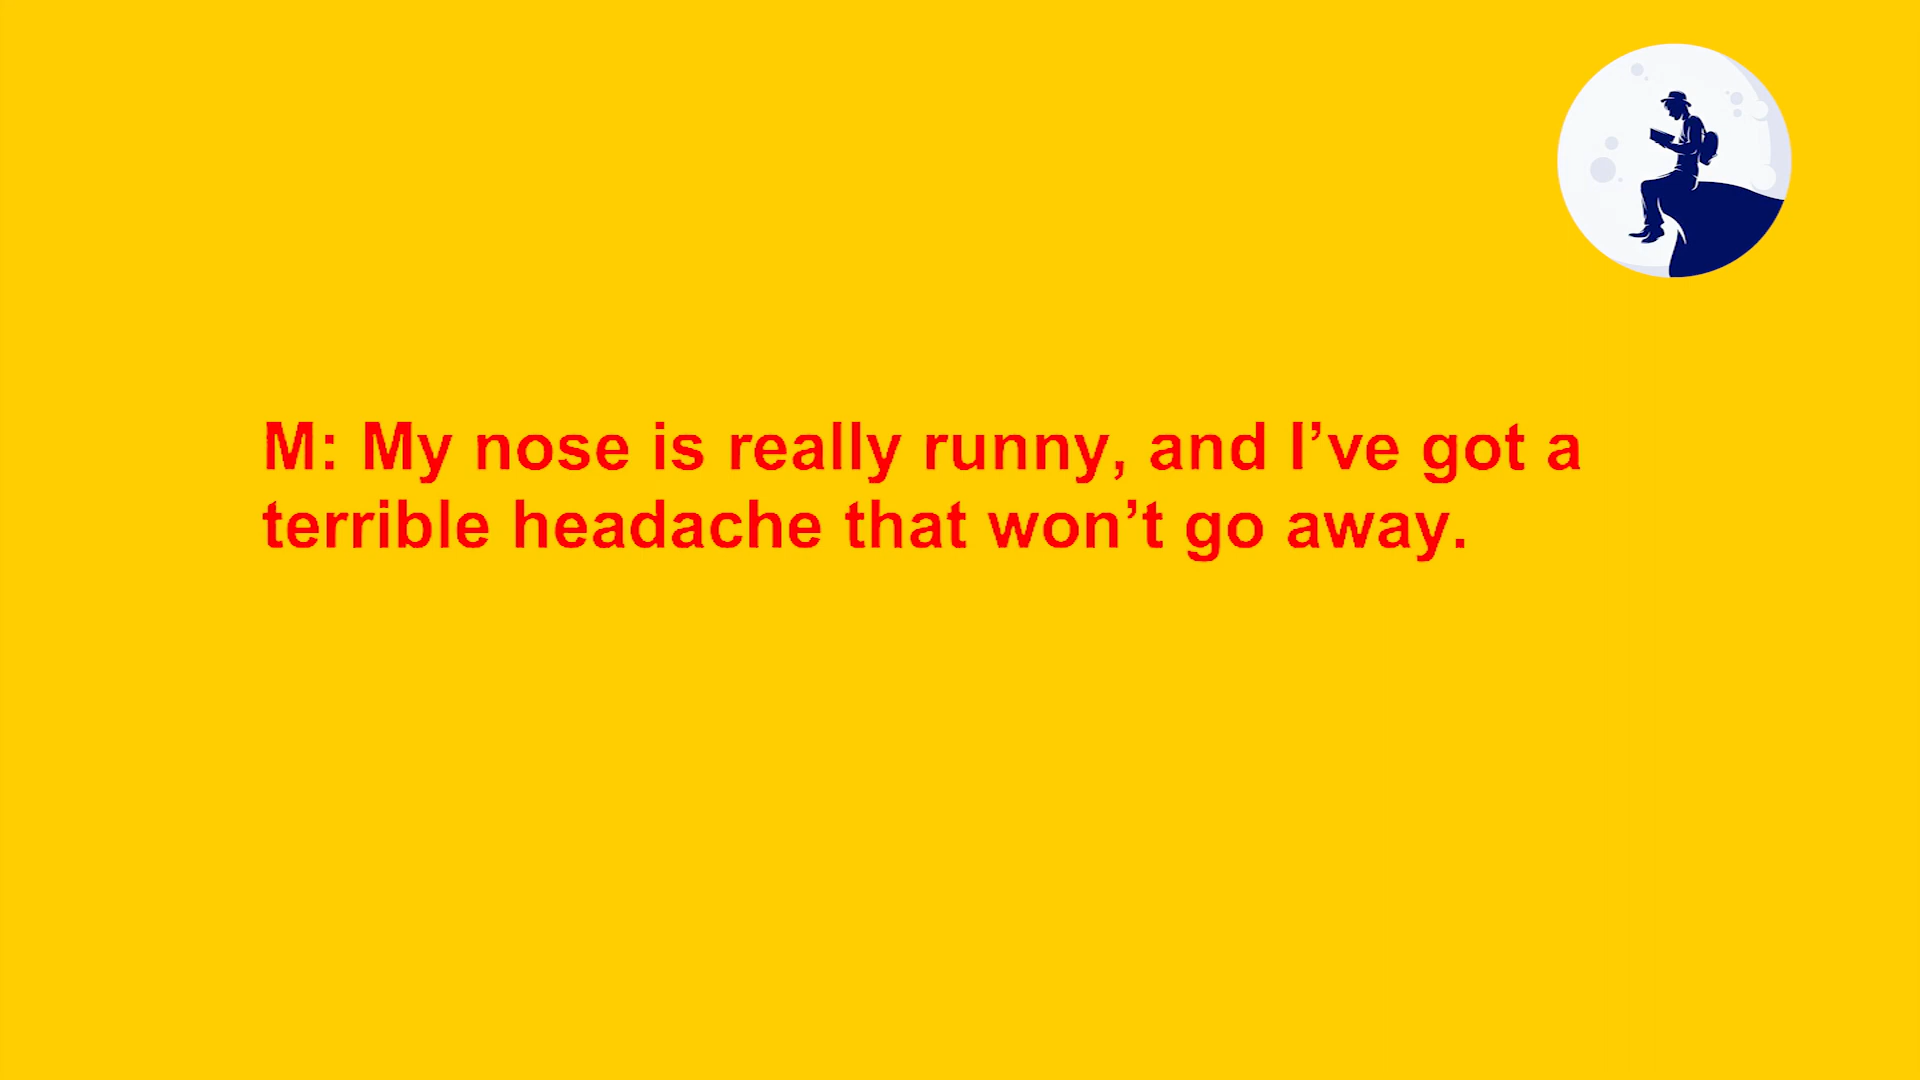 M: My nose is really runny, and I’ve got a
terrible headache that won’t go away.